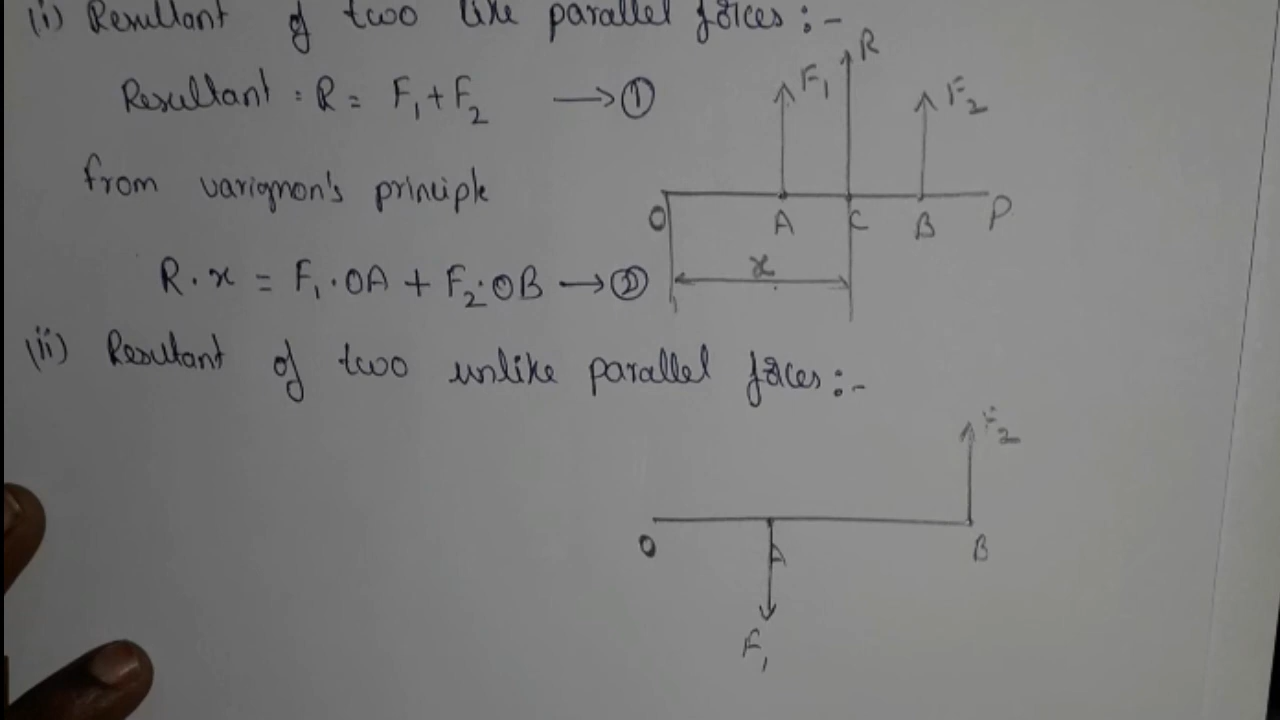 (i) Resultant of two like parallel forces :-
Resultant : R = F₁ + F₂ → ①
from varignon's principle
R . x = F₁ . OA + F₂ . OB → ②
R
F₁
F₂
O A C B P
x
(ii) Resultant of two unlike parallel forces :-
F₂
O A B
F₁